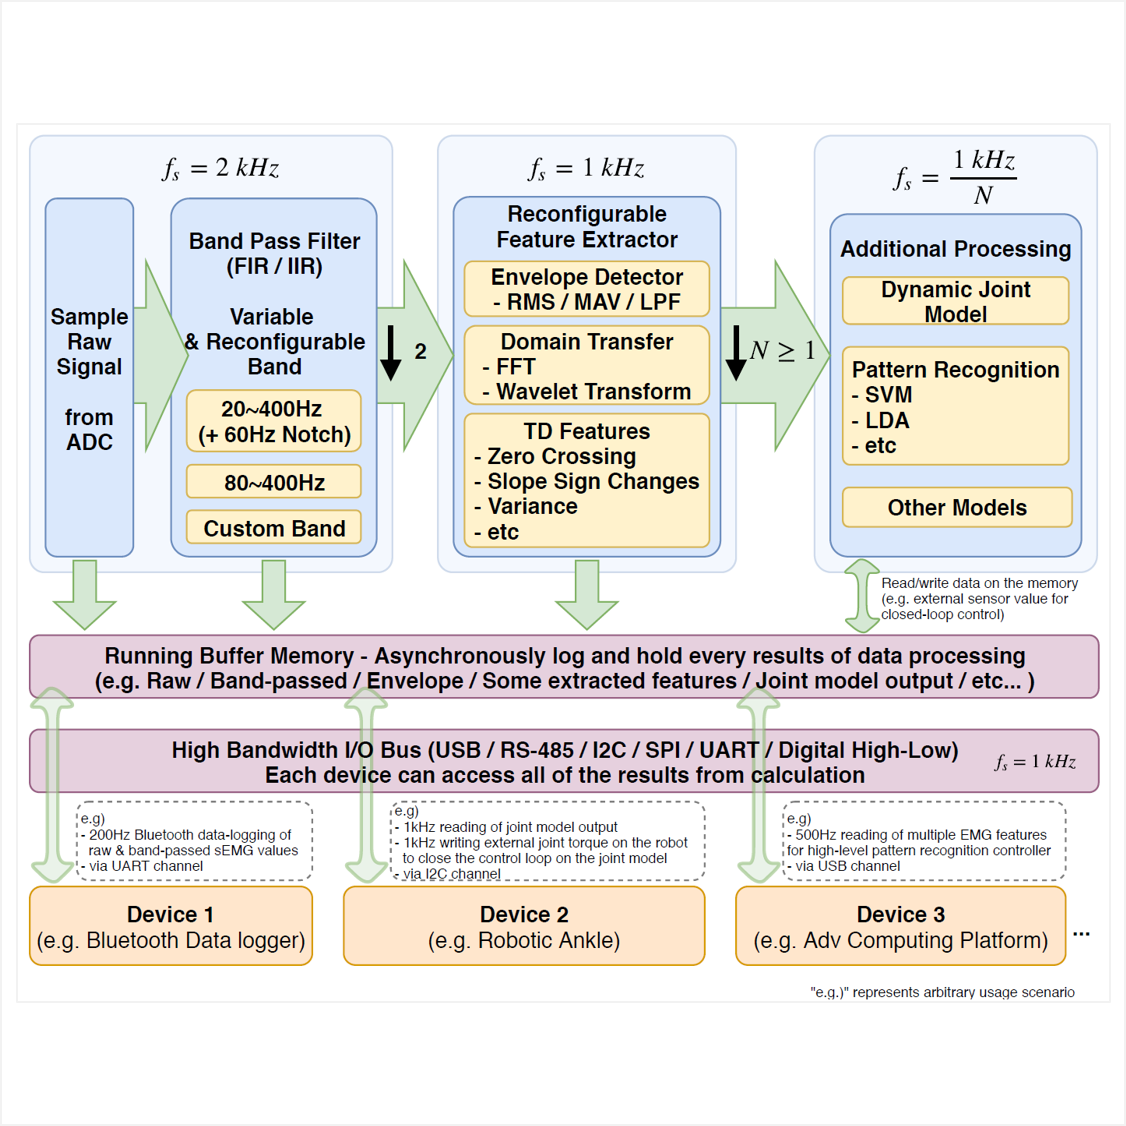 f_s = 2 kHz
Sample
Raw
Signal
from
ADC
Band Pass Filter
(FIR / IIR)
Variable
& Reconfigurable
Band
20~400Hz
(+ 60Hz Notch)
80~400Hz
Custom Band
↓ 2
f_s = 1 kHz
Reconfigurable
Feature Extractor
Envelope Detector
- RMS / MAV / LPF
Domain Transfer
- FFT
- Wavelet Transform
TD Features
- Zero Crossing
- Slope Sign Changes
- Variance
- etc
↓ N ≥ 1
f_s = 1 kHz / N
Additional Processing
Dynamic Joint
Model
Pattern Recognition
- SVM
- LDA
- etc
Other Models
Read/write data on the memory
(e.g. external sensor value for
closed-loop control)
Running Buffer Memory - Asynchronously log and hold every results of data processing
(e.g. Raw / Band-passed / Envelope / Some extracted features / Joint model output / etc... )
High Bandwidth I/O Bus (USB / RS-485 / I2C / SPI / UART / Digital High-Low)
Each device can access all of the results from calculation
f_s = 1 kHz
e.g)
- 200Hz Bluetooth data-logging of
raw & band-passed sEMG values
- via UART channel
e.g)
- 1kHz reading of joint model output
- 1kHz writing external joint torque on the robot
to close the control loop on the joint model
- via I2C channel
e.g)
- 500Hz reading of multiple EMG features
for high-level pattern recognition controller
- via USB channel
Device 1
(e.g. Bluetooth Data logger)
Device 2
(e.g. Robotic Ankle)
Device 3
(e.g. Adv Computing Platform)
...
"e.g.)" represents arbitrary usage scenario